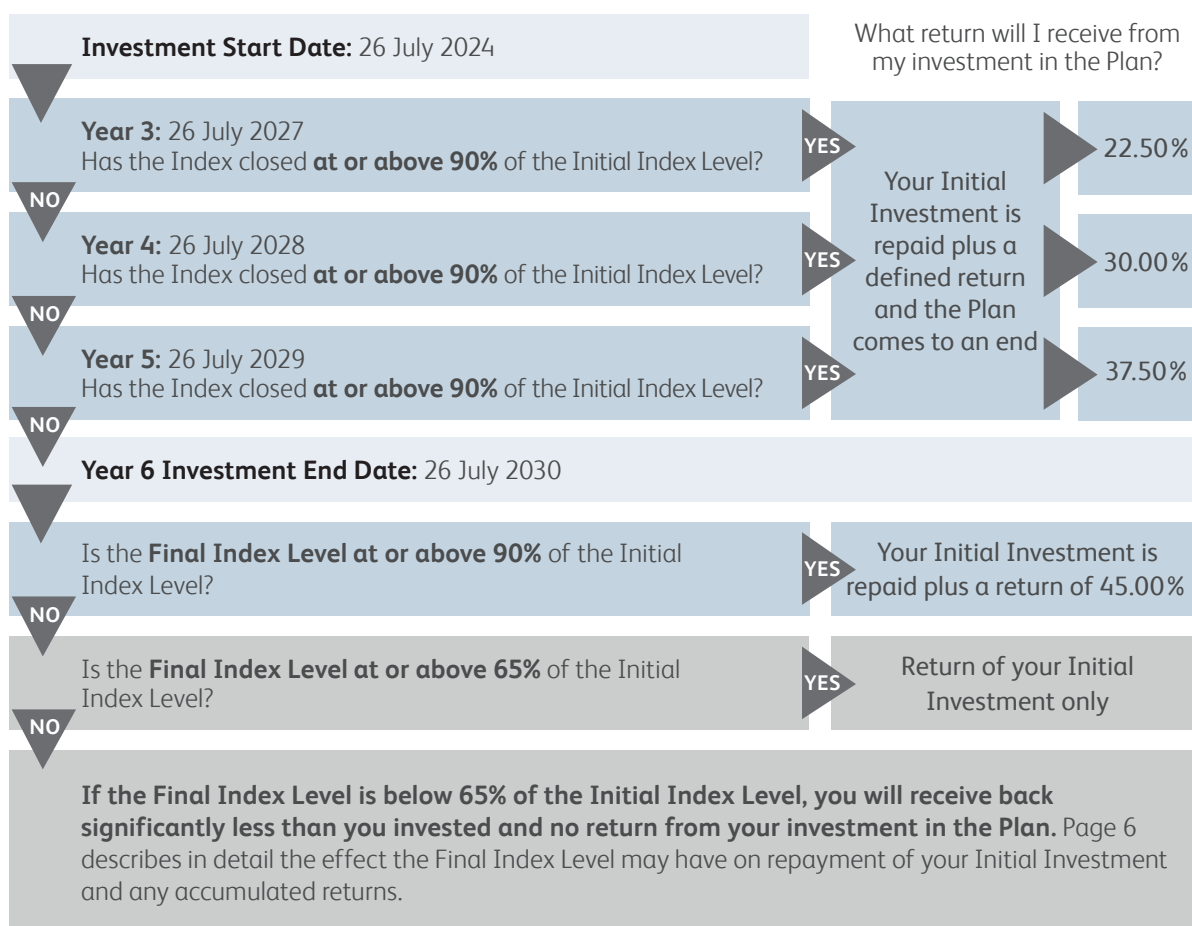 Investment Start Date: 26 July 2024
What return will I receive from
my investment in the Plan?
Year 3: 26 July 2027
Has the Index closed at or above 90% of the Initial Index Level?
YES
22.50%
NO
Year 4: 26 July 2028
Has the Index closed at or above 90% of the Initial Index Level?
YES
Your Initial
Investment is
repaid plus a
defined return
and the Plan
comes to an end
30.00%
NO
Year 5: 26 July 2029
Has the Index closed at or above 90% of the Initial Index Level?
YES
37.50%
NO
Year 6 Investment End Date: 26 July 2030
Is the Final Index Level at or above 90% of the Initial
Index Level?
YES
Your Initial Investment is
repaid plus a return of 45.00%
NO
Is the Final Index Level at or above 65% of the Initial
Index Level?
YES
Return of your Initial
Investment only
NO
If the Final Index Level is below 65% of the Initial Index Level, you will receive back
significantly less than you invested and no return from your investment in the Plan. Page 6
describes in detail the effect the Final Index Level may have on repayment of your Initial Investment
and any accumulated returns.